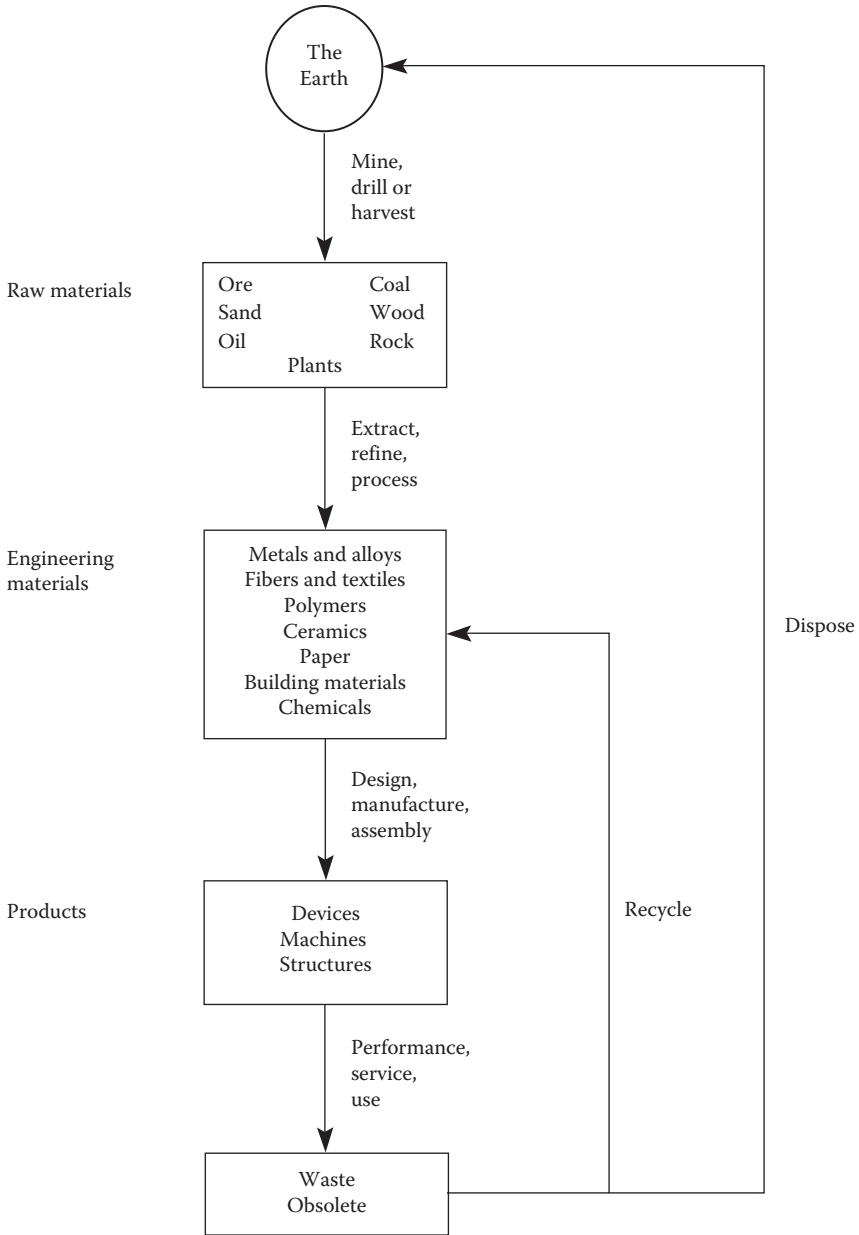 The
Earth
Mine,
drill or
harvest
Raw materials
Ore
Coal
Sand
Wood
Oil
Rock
Plants
Extract,
refine,
process
Engineering
materials
Metals and alloys
Fibers and textiles
Polymers
Ceramics
Paper
Building materials
Chemicals
Dispose
Design,
manufacture,
assembly
Products
Devices
Machines
Structures
Recycle
Performance,
service,
use
Waste
Obsolete